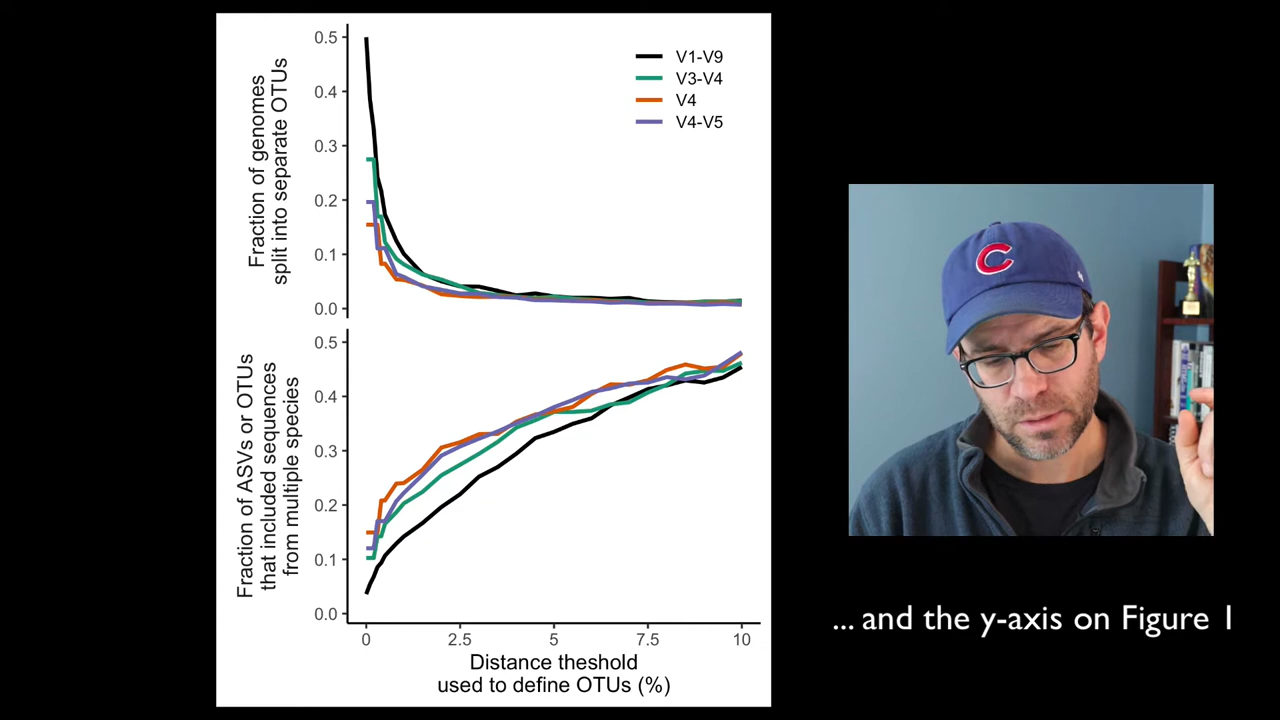 0.5
0.4
0.3
0.2
0.1
0.0
Fraction of genomes
split into separate OTUs
V1-V9
V3-V4
V4
V4-V5
0.5
0.4
0.3
0.2
0.1
0.0
Fraction of ASVs or OTUs
that included sequences
from multiple species
0
2.5
5
7.5
10
Distance theshold
used to define OTUs (%)
C
... and the y-axis on Figure 1